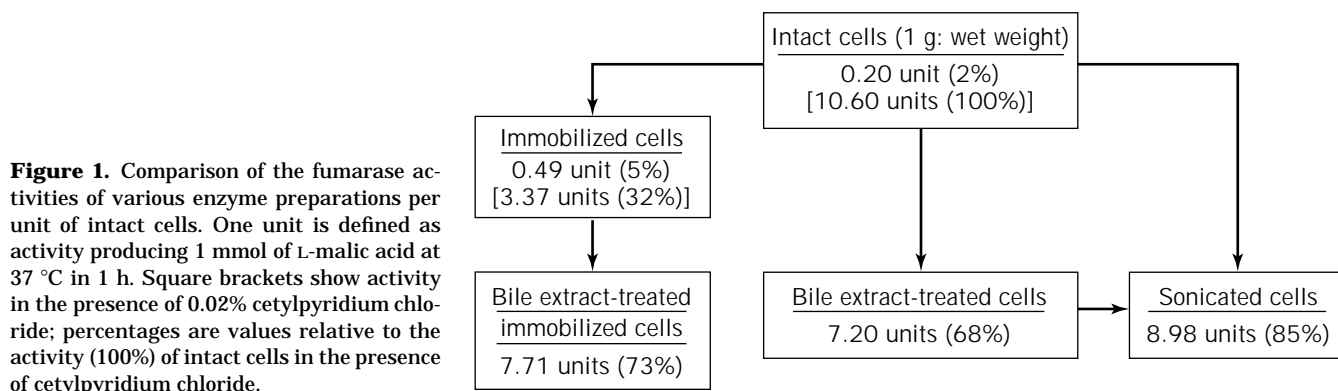 Intact cells (1 g: wet weight)
0.20 unit (2%)
[10.60 units (100%)]
Immobilized cells
0.49 unit (5%)
[3.37 units (32%)]
Bile extract-treated
immobilized cells
7.71 units (73%)
Bile extract-treated cells
7.20 units (68%)
Sonicated cells
8.98 units (85%)
Figure 1. Comparison of the fumarase ac-
tivities of various enzyme preparations per
unit of intact cells. One unit is defined as
activity producing 1 mmol of L-malic acid at
37 °C in 1 h. Square brackets show activity
in the presence of 0.02% cetylpyridium chlo-
ride; percentages are values relative to the
activity (100%) of intact cells in the presence
of cetylpyridium chloride.